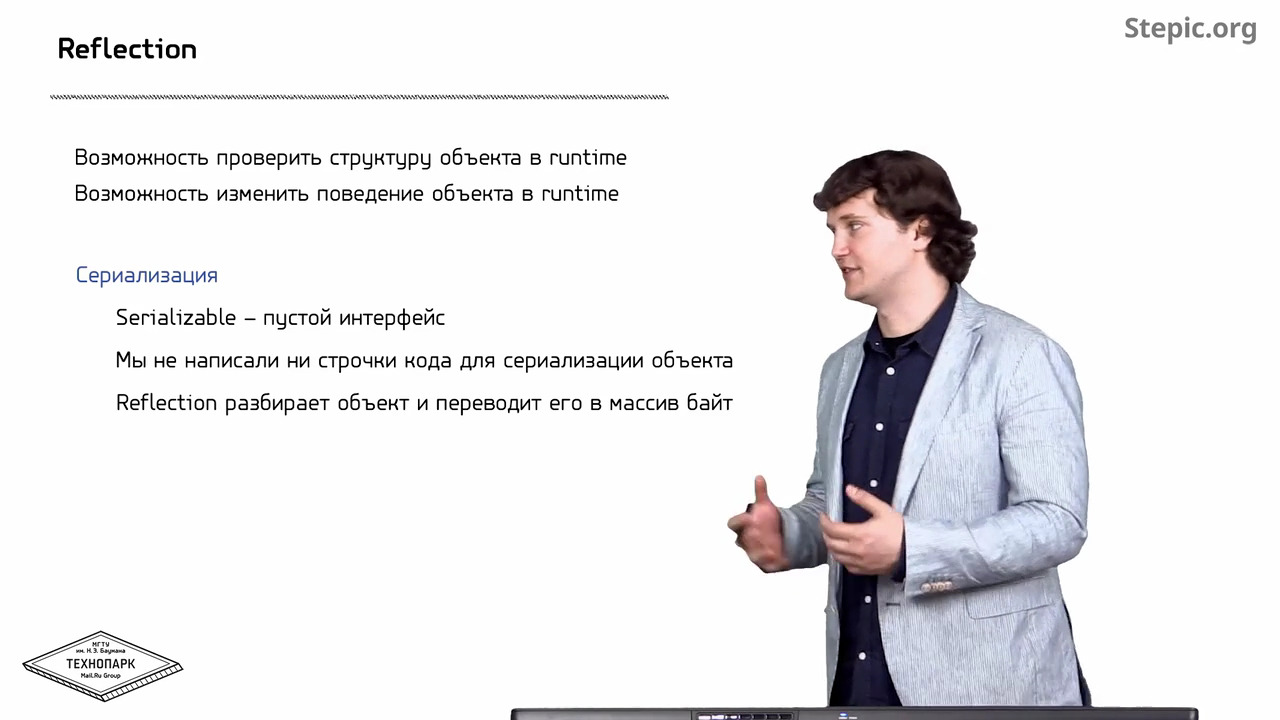 Stepic.org
Reflection
Возможность проверить структуру объекта в runtime
Возможность изменить поведение объекта в runtime
Сериализация
Serializable – пустой интерфейс
Мы не написали ни строчки кода для сериализации объекта
Reflection разбирает объект и переводит его в массив байт
МГТУ
им. Н.Э. Баумана
ТЕХНОПАРК
Mail.Ru Group